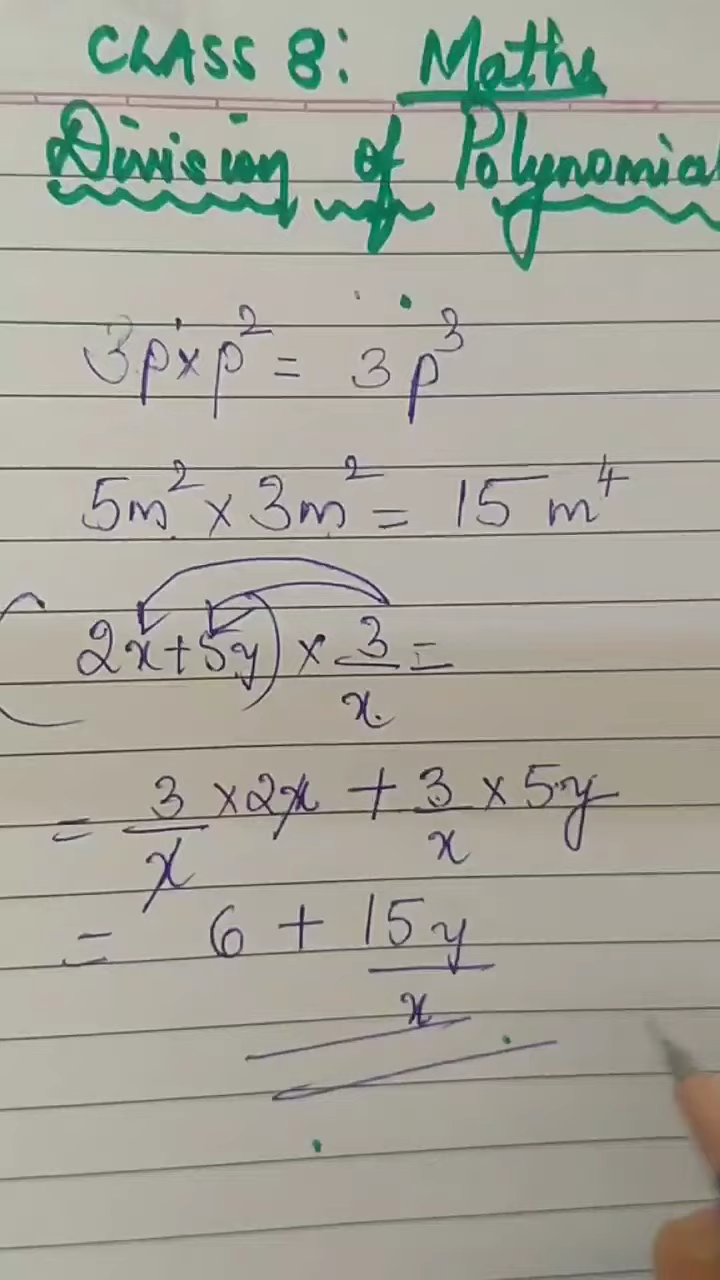 CLASS 8: Maths
Division of Polynomial
3p × p² = 3p³
5m² × 3m² = 15m⁴
(2x+5y) × 3/x =
= 3/x × 2x + 3/x × 5y
= 6 + 15y/x